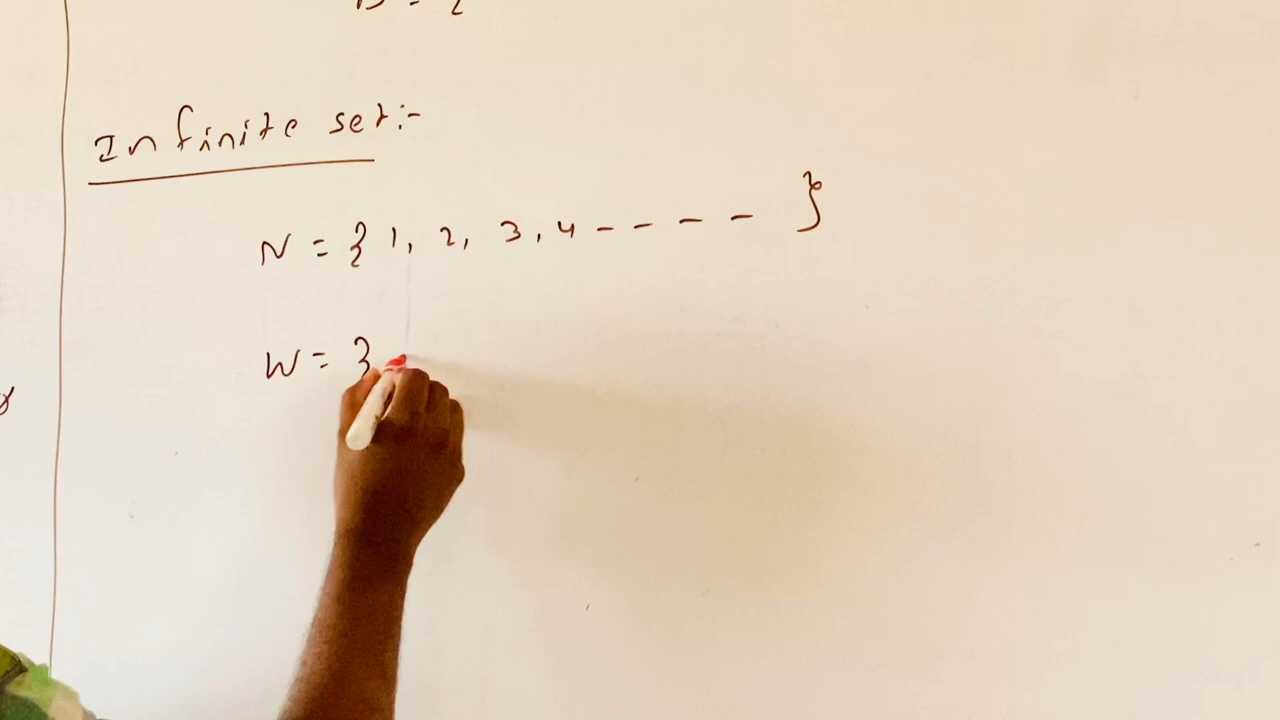 Infinite set:-
N = { 1, 2, 3, 4 - - - - }
W = {